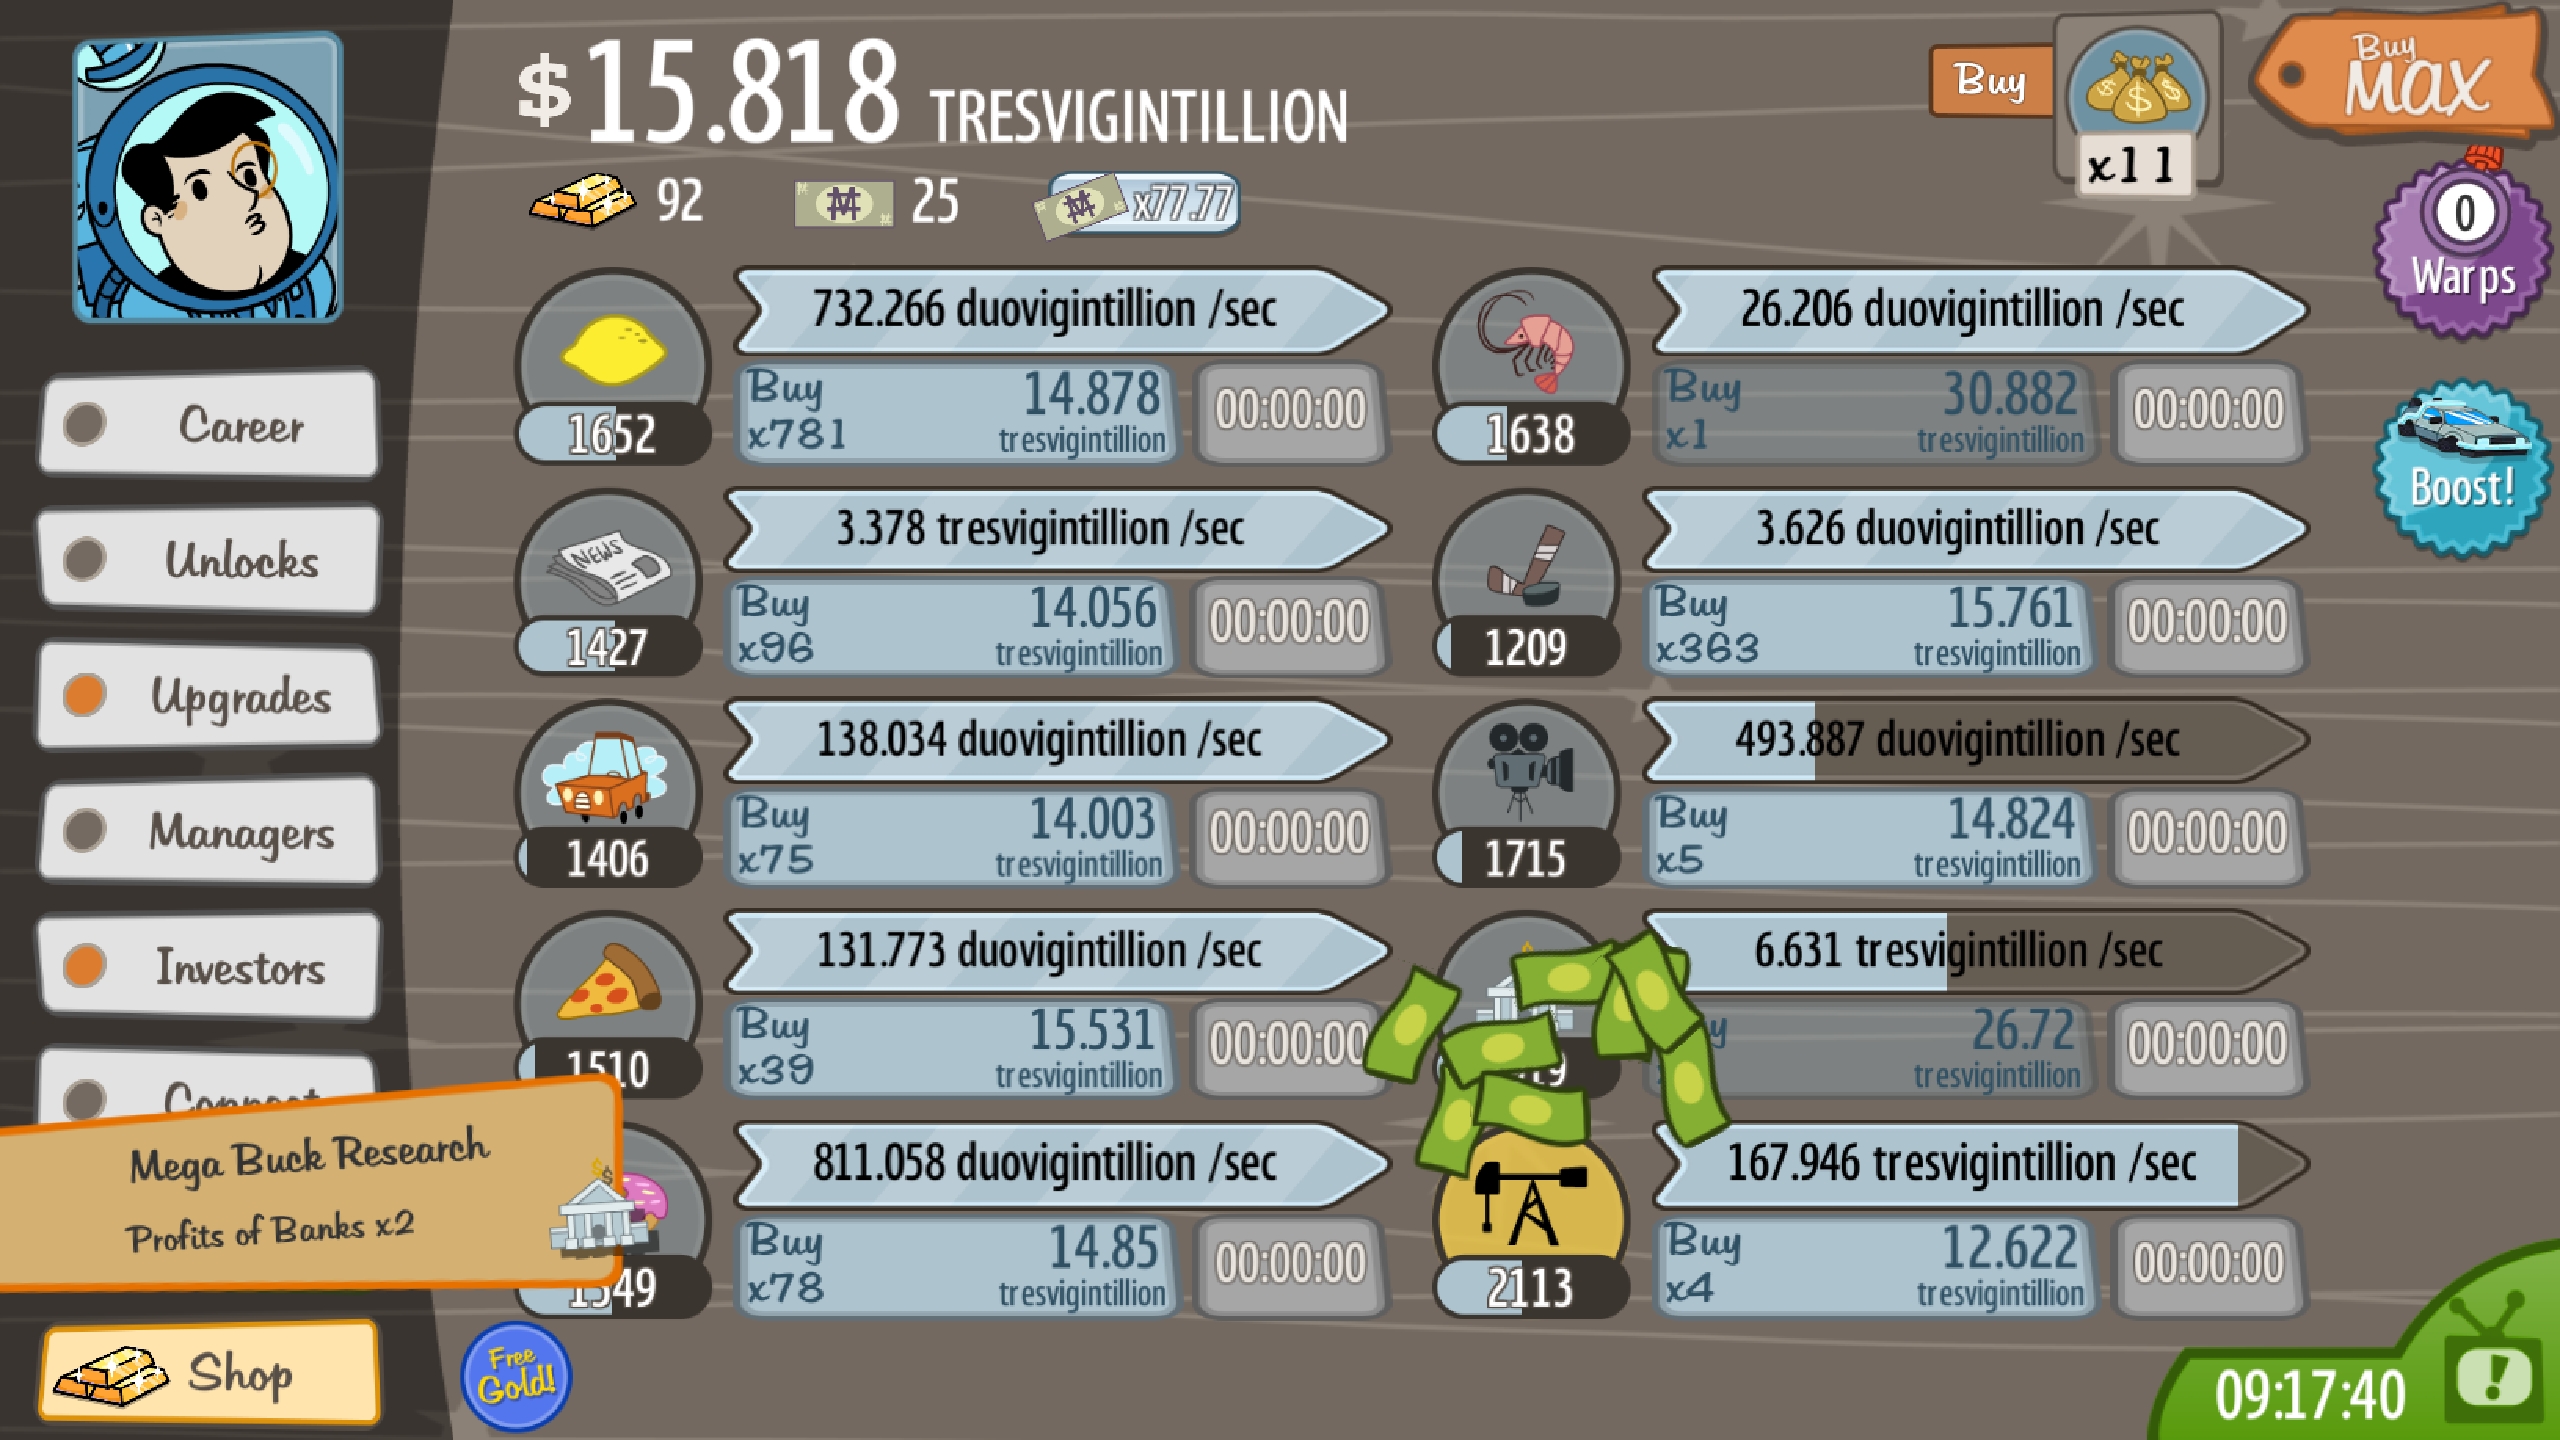 $15.818 TRESVIGINTILLION
92
25
x77.77
Buy
x11
Buy
MAX
0
Warps
Boost!
Career
Unlocks
Upgrades
Managers
Investors
Mega Buck Research
Profits of Banks x2
Shop
Free
Gold!
1652
732.266 duovigintillion /sec
Buy 14.878
x781 tresvigintillion
00:00:00
NEWS
1427
3.378 tresvigintillion /sec
Buy 14.056
x96 tresvigintillion
00:00:00
1406
138.034 duovigintillion /sec
Buy 14.003
x75 tresvigintillion
00:00:00
1510
131.773 duovigintillion /sec
Buy 15.531
x39 tresvigintillion
00:00:00
811.058 duovigintillion /sec
Buy 14.85
x78 tresvigintillion
00:00:00
1638
26.206 duovigintillion /sec
Buy 30.882
x1 tresvigintillion
00:00:00
1209
3.626 duovigintillion /sec
Buy 15.761
x363 tresvigintillion
00:00:00
1715
493.887 duovigintillion /sec
Buy 14.824
x5 tresvigintillion
00:00:00
6.631 tresvigintillion /sec
26.72
tresvigintillion
00:00:00
2113
167.946 tresvigintillion /sec
Buy 12.622
x4 tresvigintillion
00:00:00
09:17:40